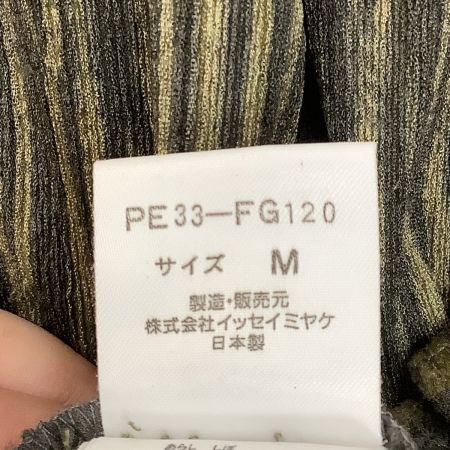 PE33-FG120
サイズ M
製造・販売元
株式会社イッセイミヤケ
日本製